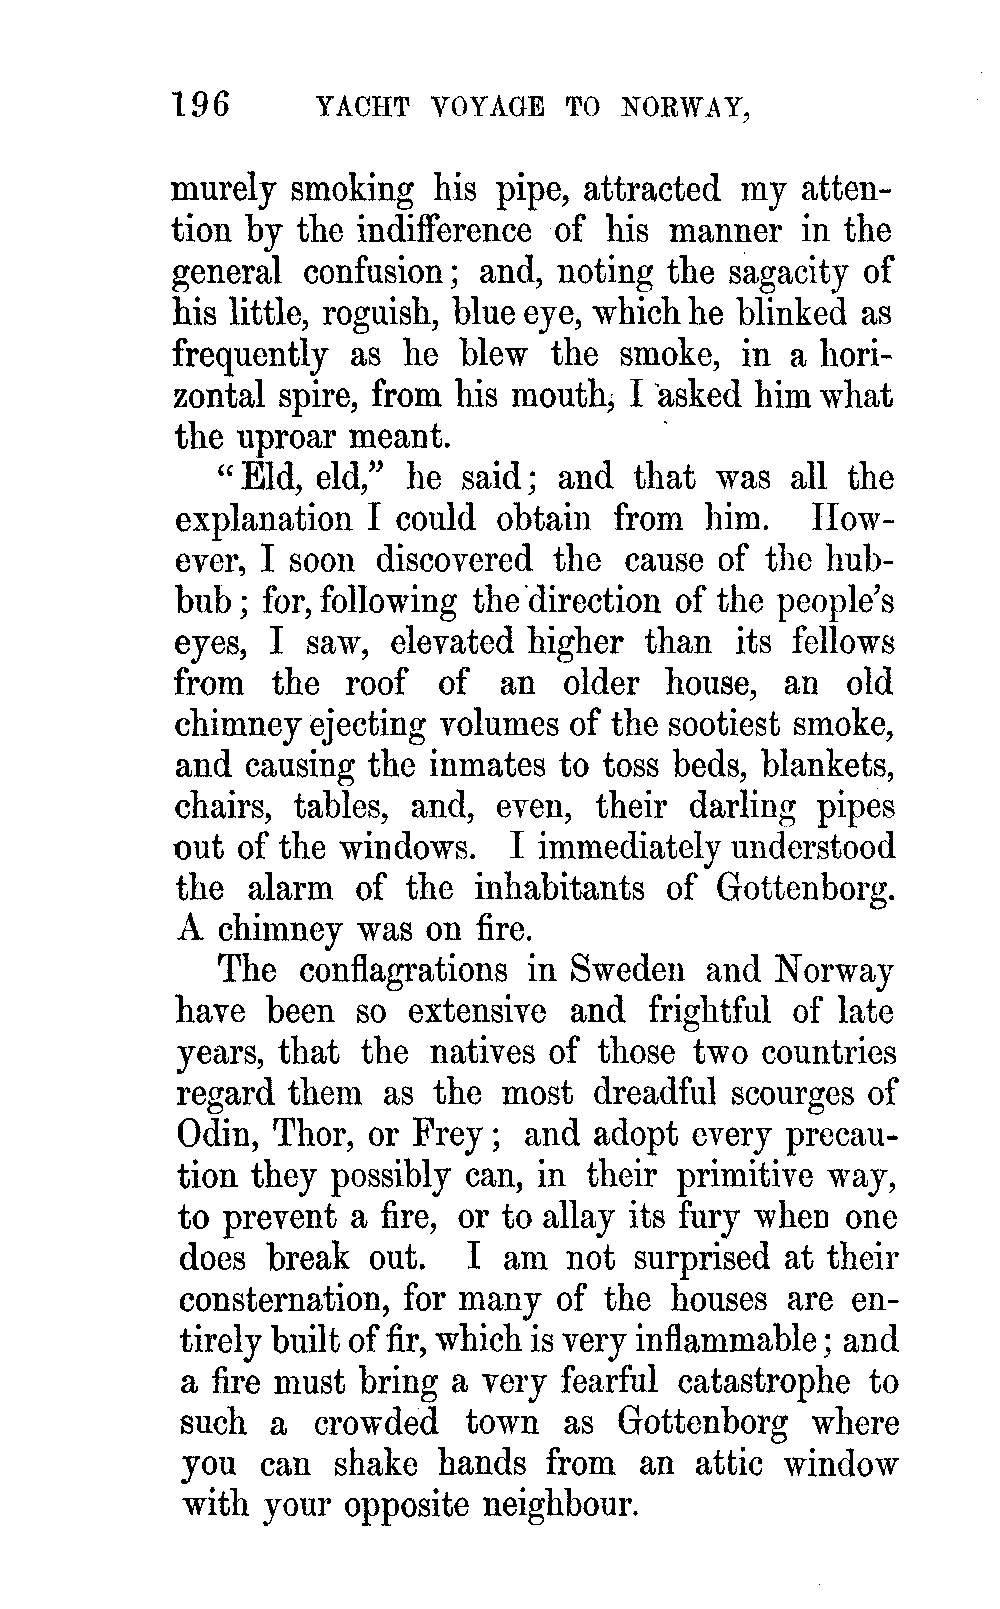 196 YACHT VOYAGE TO NORWAY,
murely smoking his pipe, attracted my atten-
tion by the indifference of his manner in the
general confusion; and, noting the sagacity of
his little, roguish, blue eye, which he blinked as
frequently as he blew the smoke, in a hori-
zontal spire, from his mouth, I asked him what
the uproar meant.
“Eld, eld,” he said; and that was all the
explanation I could obtain from him. How-
ever, I soon discovered the cause of the hub-
bub; for, following the direction of the people's
eyes, I saw, elevated higher than its fellows
from the roof of an older house, an old
chimney ejecting volumes of the sootiest smoke,
and causing the inmates to toss beds, blankets,
chairs, tables, and, even, their darling pipes
out of the windows. I immediately understood
the alarm of the inhabitants of Gottenborg.
A chimney was on fire.
The conflagrations in Sweden and Norway
have been so extensive and frightful of late
years, that the natives of those two countries
regard them as the most dreadful scourges of
Odin, Thor, or Frey; and adopt every precau-
tion they possibly can, in their primitive way,
to prevent a fire, or to allay its fury when one
does break out. I am not surprised at their
consternation, for many of the houses are en-
tirely built of fir, which is very inflammable; and
a fire must bring a very fearful catastrophe to
such a crowded town as Gottenborg where
you can shake hands from an attic window
with your opposite neighbour.